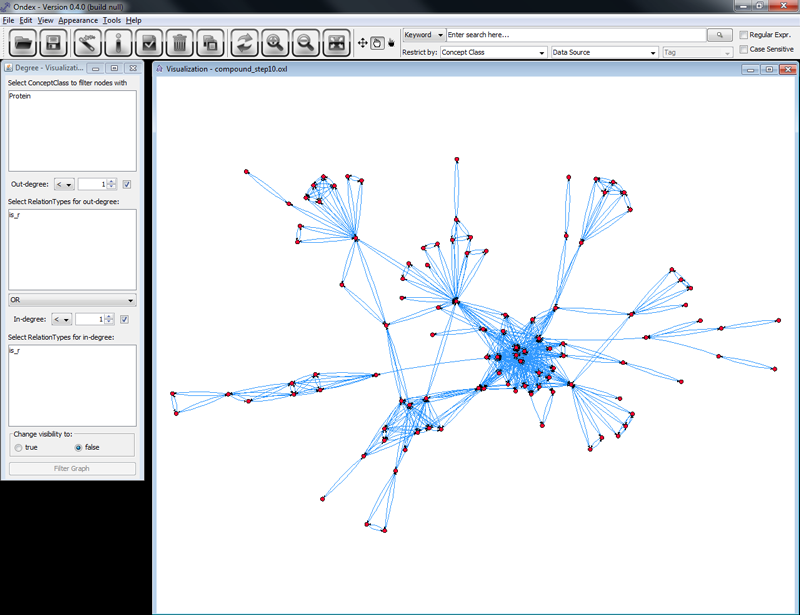 Ondex - Version 0.4.0 (build null)
File Edit View Appearance Tools Help
Keyword Enter search here... Regular Expr.
Restrict by: Concept Class Data Source Tag Case Sensitive
Degree - Visualizati...
Visualization - compound_step10.oxl
Select ConceptClass to filter nodes with
Protein
Out-degree: < 1
Select RelationTypes for out-degree:
is_r
OR
In-degree: < 1
Select RelationTypes for in-degree:
is_r
Change visibility to:
true false
Filter Graph